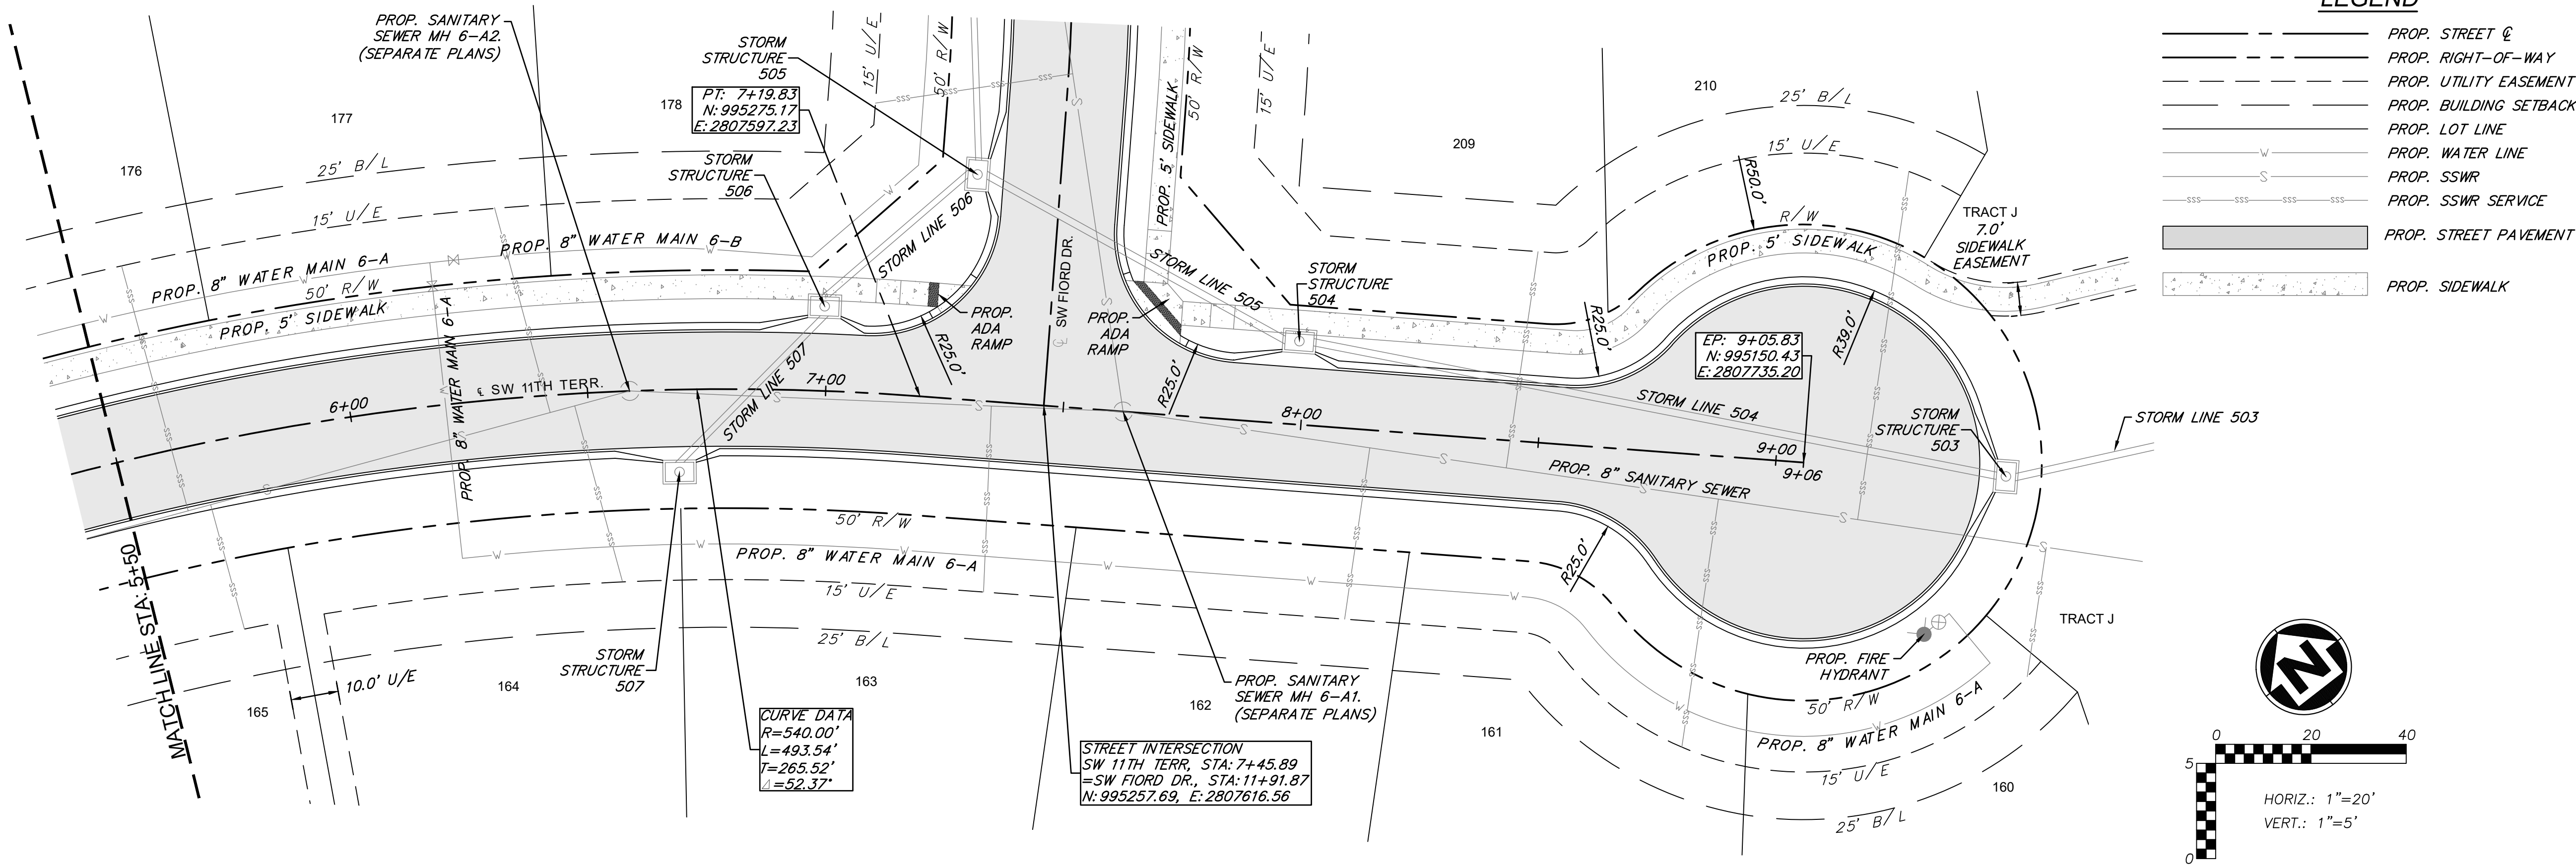 LEGEND
PROP. STREET ℄
PROP. RIGHT-OF-WAY
PROP. UTILITY EASEMENT
PROP. BUILDING SETBACK
PROP. LOT LINE
W
PROP. WATER LINE
S
PROP. SSWR
SSS SSS SSS SSS
PROP. SSWR SERVICE
PROP. STREET PAVEMENT
PROP. SIDEWALK
PROP. SANITARY
SEWER MH 6-A2.
(SEPARATE PLANS)
STORM
STRUCTURE
505
15' U/E
50' R/W
PT: 7+19.83
N: 995275.17
E: 2807597.23
STORM
STRUCTURE
506
176
177
178
25' B/L
15' U/E
PROP. 8" WATER MAIN 6-A
PROP. 8" WATER MAIN 6-B
50' R/W
PROP. 5' SIDEWALK
PROP. 8" WATER MAIN 6-A
STORM LINE 506
STORM LINE 507
℄ SW 11TH TERR.
6+00
7+00
8+00
9+00
9+06
R25.0'
PROP.
ADA
RAMP
℄ SW FIORD DR.
PROP.
ADA
RAMP
R25.0'
PROP. 5' SIDEWALK
50' R/W
15' U/E
STORM LINE 505
STORM
STRUCTURE
504
209
210
25' B/L
15' U/E
R50.0'
R/W
PROP. 5' SIDEWALK
TRACT J
7.0'
SIDEWALK
EASEMENT
R25.0'
EP: 9+05.83
N: 995150.43
E: 2807735.20
R39.0'
STORM LINE 504
STORM
STRUCTURE
503
STORM LINE 503
PROP. 8" SANITARY SEWER
50' R/W
PROP. 8" WATER MAIN 6-A
15' U/E
25' B/L
R25.0'
MATCH LINE STA: 5+50
10.0' U/E
165
164
163
162
161
160
STORM
STRUCTURE
507
CURVE DATA
R=540.00'
L=493.54'
T=265.52'
△=52.37°
STREET INTERSECTION
SW 11TH TERR, STA: 7+45.89
=SW FIORD DR., STA: 11+91.87
N: 995257.69, E: 2807616.56
PROP. SANITARY
SEWER MH 6-A1.
(SEPARATE PLANS)
PROP. FIRE
HYDRANT
TRACT J
50' R/W
PROP. 8" WATER MAIN 6-A
15' U/E
25' B/L
N
0 20 40
5
0
HORIZ.: 1"=20'
VERT.: 1"=5'